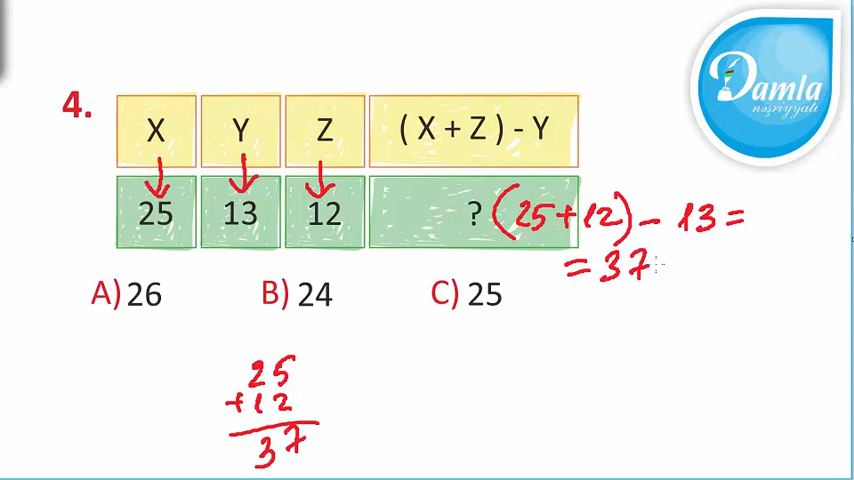 Damla
nəşriyyatı
4.
X Y Z ( X + Z ) - Y
25 13 12 ? (25+12) - 13 =
= 37
A) 26 B) 24 C) 25
25
+12
37